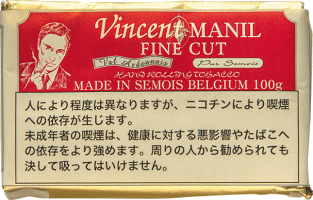 Vincent MANIL
FINE CUT
Val Ardennais Pur Semois
HAND ROLLING TOBACCO
MADE IN SEMOIS BELGIUM 100g
人により程度は異なりますが、ニコチンにより喫煙
への依存が生じます。
未成年者の喫煙は、健康に対する悪影響やたばこへ
の依存をより強めます。周りの人から勧められても
決して吸ってはいけません。